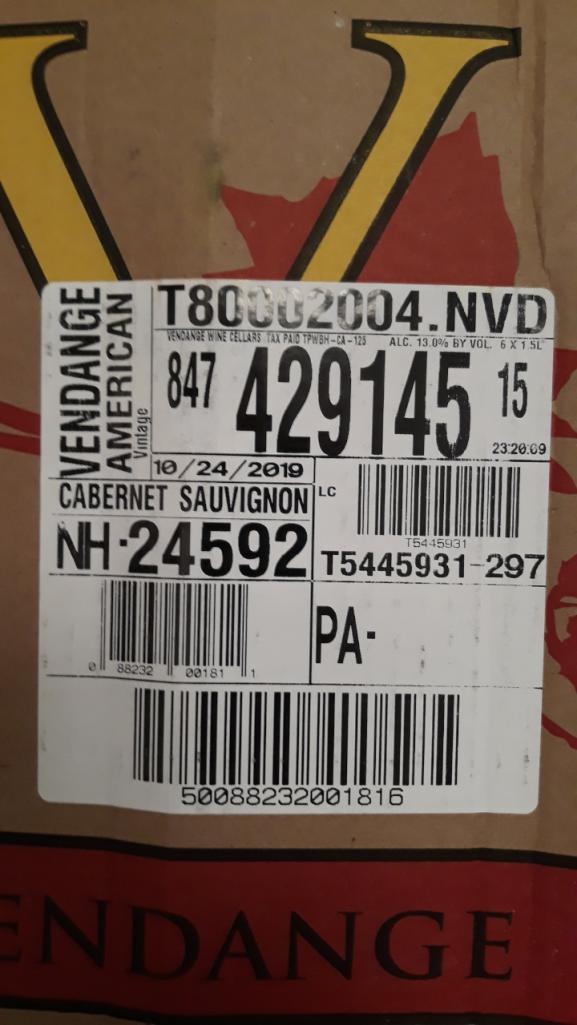 V
VENDANGE
AMERICAN
Vintage
T80002004.NVD
VENDANGE WINE CELLARS TAX PAID TPWBH-CA-125 ALC. 13.0% BY VOL. 6 X 1.5L
847 429145 15
23:20:09
10/24/2019
CABERNET SAUVIGNON
NH-24592
LC
T5445931
T5445931-297
0 88232 00181 1
PA-
50088232001816
ENDANGE